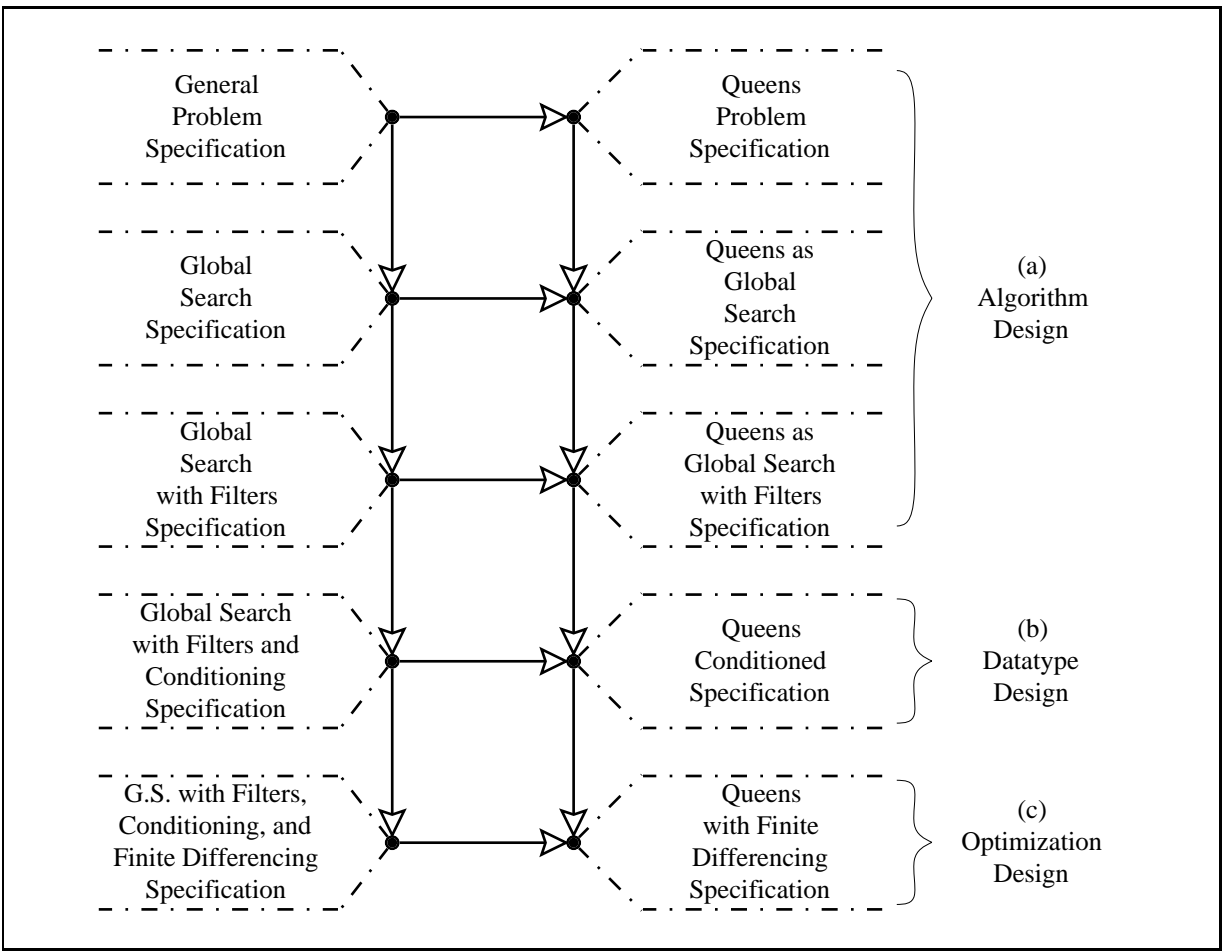 General
Problem
Specification
Queens
Problem
Specification
Global
Search
Specification
Queens as
Global
Search
Specification
(a)
Algorithm
Design
Global
Search
with Filters
Specification
Queens as
Global Search
with Filters
Specification
Global Search
with Filters and
Conditioning
Specification
Queens
Conditioned
Specification
(b)
Datatype
Design
G.S. with Filters,
Conditioning, and
Finite Differencing
Specification
Queens
with Finite
Differencing
Specification
(c)
Optimization
Design